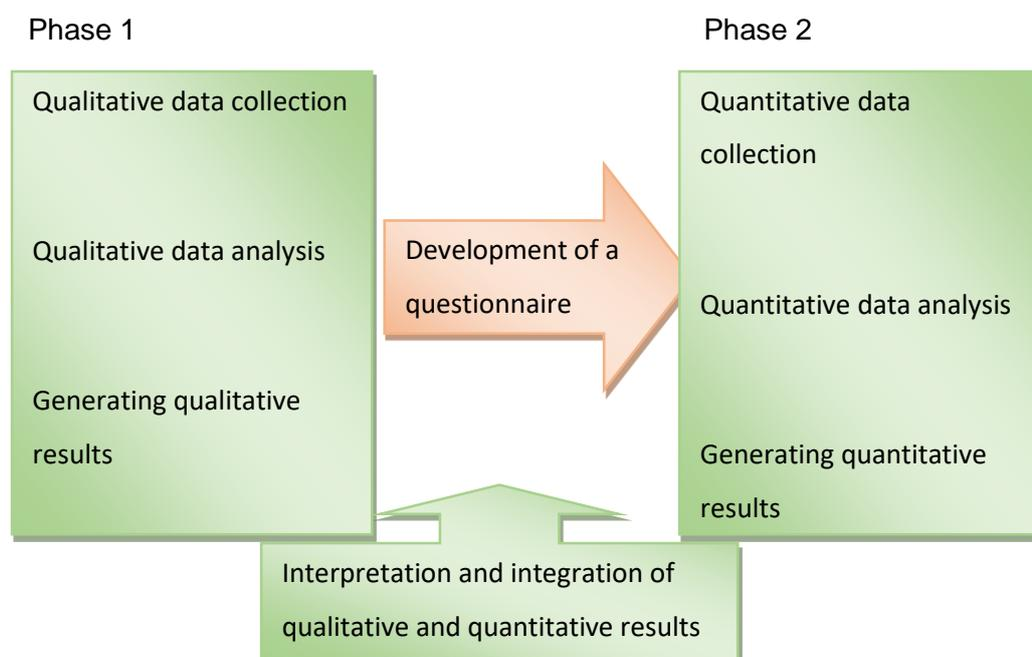 Phase 1
Qualitative data collection
Qualitative data analysis
Generating qualitative
results
Development of a
questionnaire
Phase 2
Quantitative data
collection
Quantitative data analysis
Generating quantitative
results
Interpretation and integration of
qualitative and quantitative results